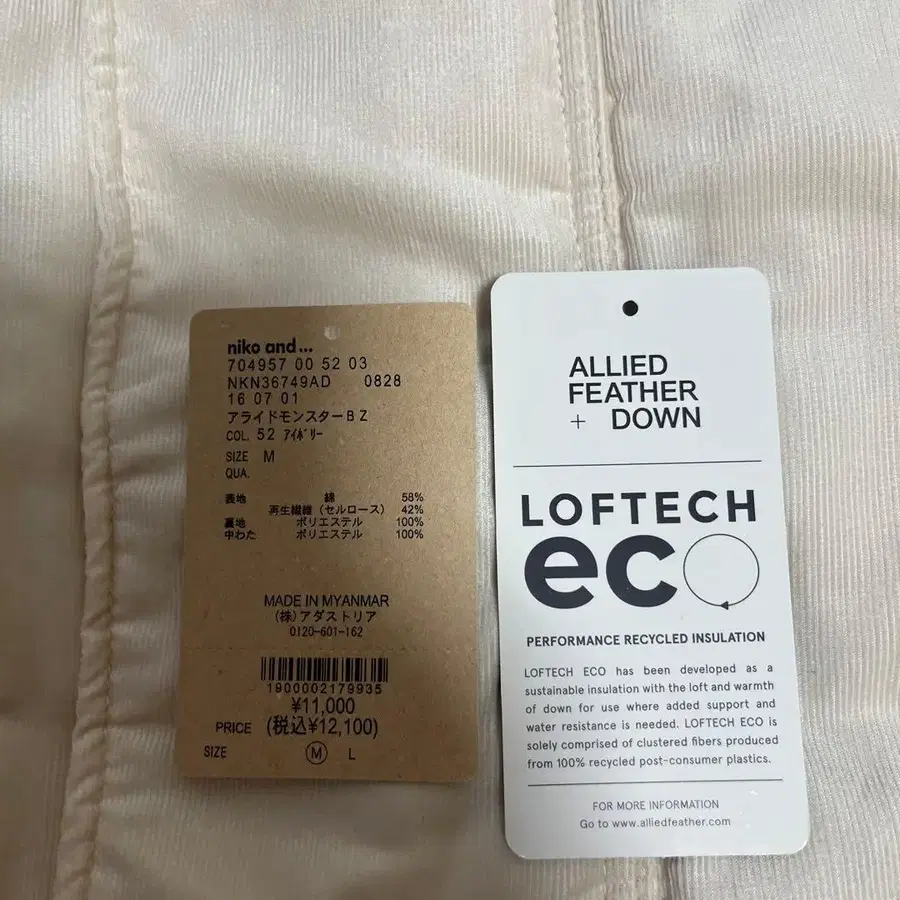 niko and...
704957 00 52 03
NKN36749AD 0828
16 07 01
アライドモンスターBZ
COL. 52 アイボリー
SIZE M
QUA.
表地 綿 58%
再生繊維 (セルロース) 42%
裏地 ポリエステル 100%
中わた ポリエステル 100%
MADE IN MYANMAR
(株)アダストリア
0120-601-162
1900002179935
¥11,000
PRICE (税込¥12,100)
SIZE M L
ALLIED
FEATHER
+ DOWN
LOFTECH
eco
PERFORMANCE RECYCLED INSULATION
LOFTECH ECO has been developed as a
sustainable insulation with the loft and warmth
of down for use where added support and
water resistance is needed. LOFTECH ECO is
solely comprised of clustered fibers produced
from 100% recycled post-consumer plastics.
FOR MORE INFORMATION
Go to www.alliedfeather.com